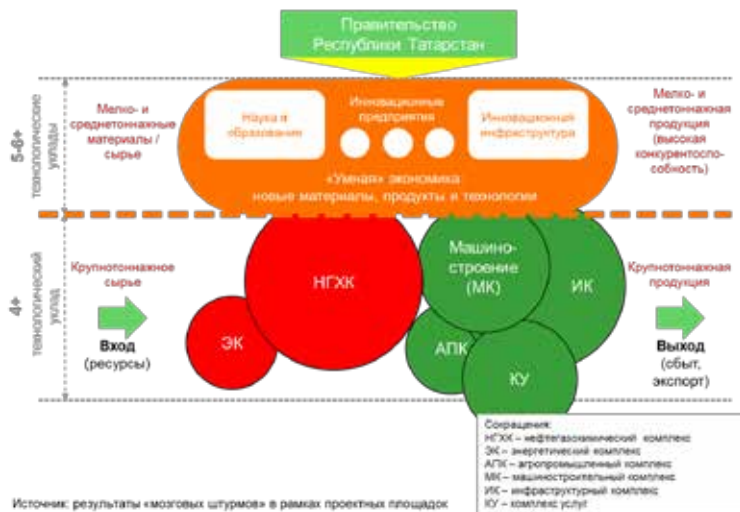 Правительство
Республики Татарстан
5-6+
технологические
уклады
Мелко- и
среднетоннажные
материалы /
сырье
Наука и
образование
Инновационные
предприятия
Инновационная
инфраструктура
Мелко- и
среднетоннажная
продукция
(высокая
конкурентоспо-
собность)
«Умная» экономика
новые материалы, продукты и технологии
4+
технологический
уклад
Крупнотоннажное
сырье
Вход
(ресурсы)
ЭК
НГХК
Машино-
строение
(МК)
ИК
АПК
КУ
Крупнотоннажная
продукция
Выход
(сбыт,
экспорт)
Сокращения:
НГХК – нефтегазохимический комплекс
ЭК – энергетический комплекс
АПК – агропромышленный комплекс
МК – машиностроительный комплекс
ИК – инфраструктурный комплекс
КУ – комплекс услуг
Источник: результаты «мозговых штурмов» в рамках проектных площадок